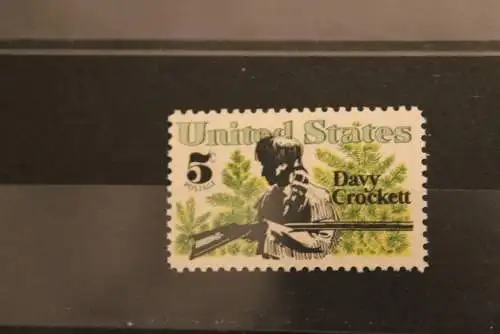 United States
5c
POSTAGE
Davy
Crockett